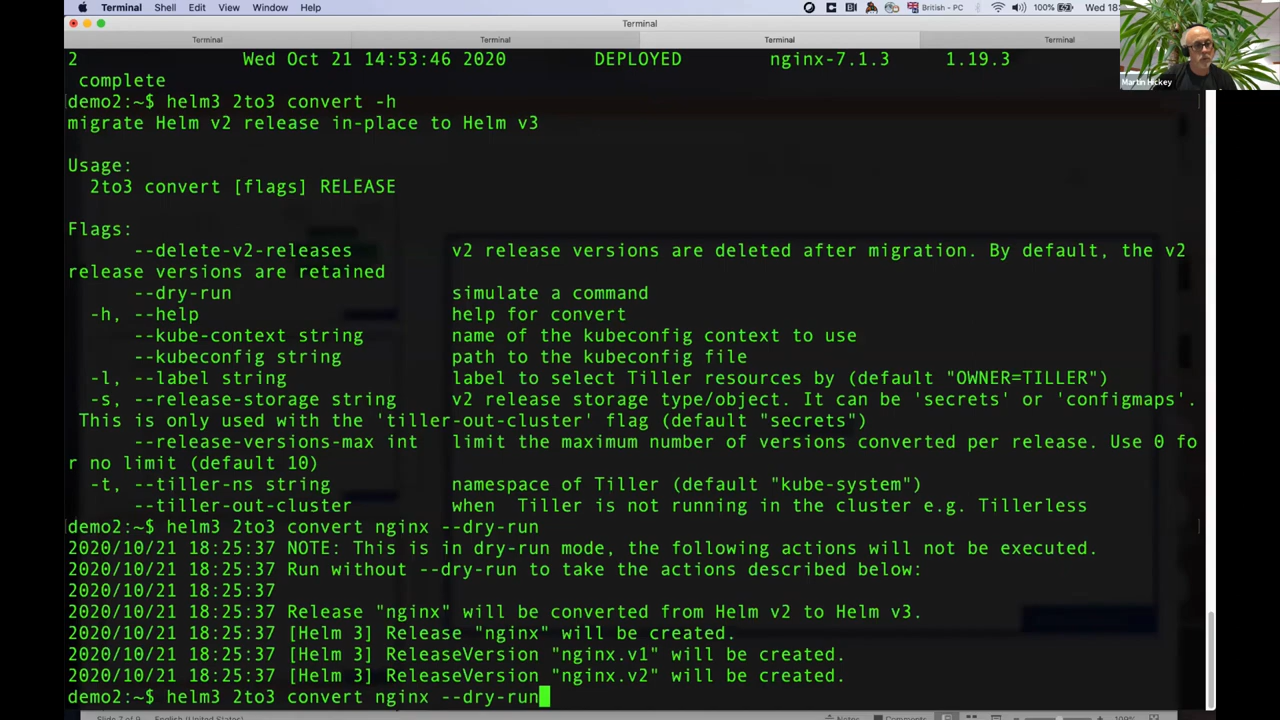 Terminal Shell Edit View Window Help British - PC 100% Wed 18:
Terminal
Terminal Terminal Terminal Terminal
2 Wed Oct 21 14:53:46 2020 DEPLOYED nginx-7.1.3 1.19.3
complete
demo2:~$ helm3 2to3 convert -h
migrate Helm v2 release in-place to Helm v3
Usage:
2to3 convert [flags] RELEASE
Flags:
--delete-v2-releases v2 release versions are deleted after migration. By default, the v2
release versions are retained
--dry-run simulate a command
-h, --help help for convert
--kube-context string name of the kubeconfig context to use
--kubeconfig string path to the kubeconfig file
-l, --label string label to select Tiller resources by (default "OWNER=TILLER")
-s, --release-storage string v2 release storage type/object. It can be 'secrets' or 'configmaps'.
This is only used with the 'tiller-out-cluster' flag (default "secrets")
--release-versions-max int limit the maximum number of versions converted per release. Use 0 fo
r no limit (default 10)
-t, --tiller-ns string namespace of Tiller (default "kube-system")
--tiller-out-cluster when Tiller is not running in the cluster e.g. Tillerless
demo2:~$ helm3 2to3 convert nginx --dry-run
2020/10/21 18:25:37 NOTE: This is in dry-run mode, the following actions will not be executed.
2020/10/21 18:25:37 Run without --dry-run to take the actions described below:
2020/10/21 18:25:37
2020/10/21 18:25:37 Release "nginx" will be converted from Helm v2 to Helm v3.
2020/10/21 18:25:37 [Helm 3] Release "nginx" will be created.
2020/10/21 18:25:37 [Helm 3] ReleaseVersion "nginx.v1" will be created.
2020/10/21 18:25:37 [Helm 3] ReleaseVersion "nginx.v2" will be created.
demo2:~$ helm3 2to3 convert nginx --dry-run
Martin Hickey
Slide 7 of 9 English (United States) Notes Comments 109%